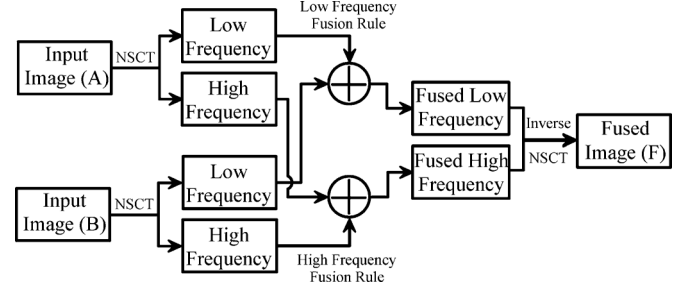 Low Frequency
Fusion Rule
Low
Frequency
Input
Image (A)
NSCT
High
Frequency
Fused Low
Frequency
Inverse
NSCT
Fused
Image (F)
Fused High
Frequency
Low
Frequency
Input
Image (B)
NSCT
High
Frequency
High Frequency
Fusion Rule